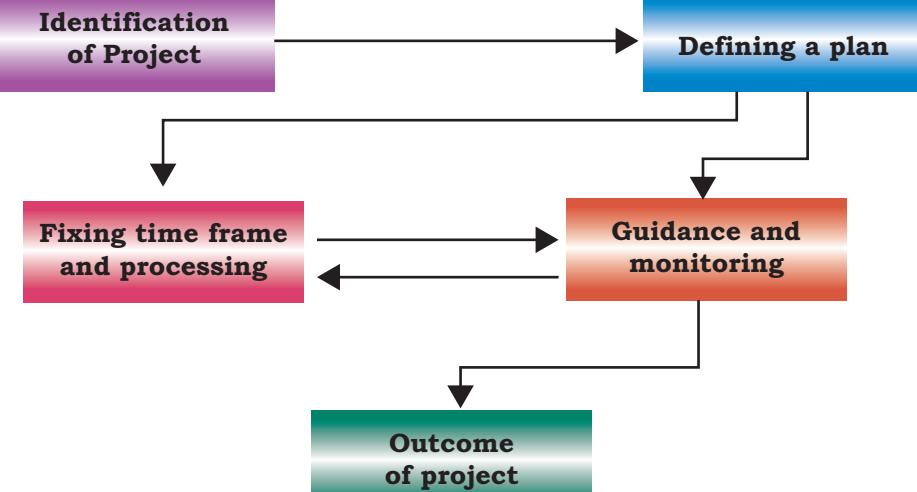 Identification
of Project
Defining a plan
Fixing time frame
and processing
Guidance and
monitoring
Outcome
of project